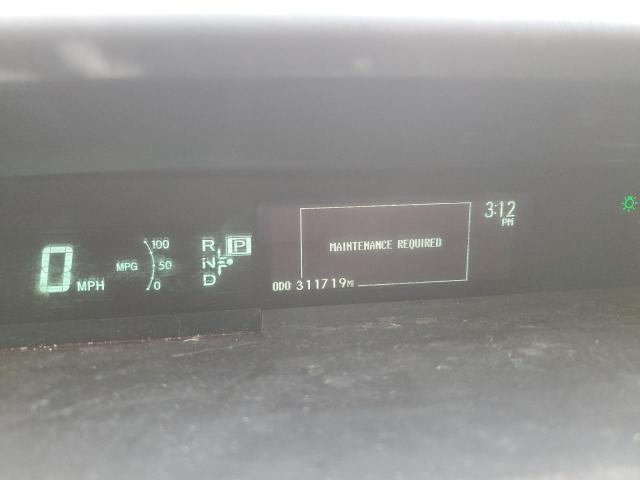 0 MPH
MPG
100
50
0
R P
N
D
MAINTENANCE REQUIRED
ODO 311719MI
3:12
PM